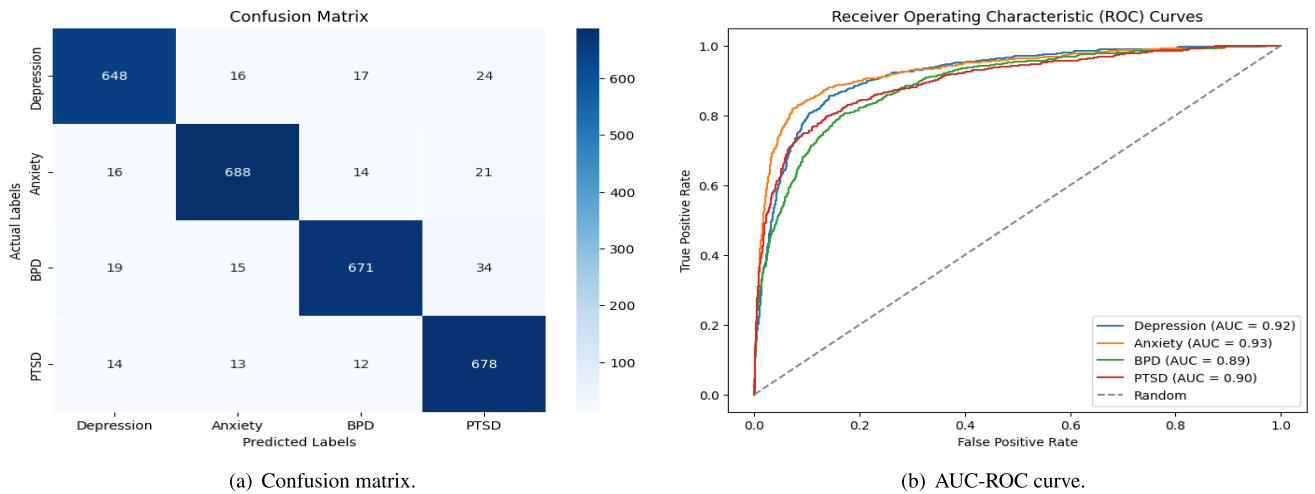 Confusion Matrix
Actual Labels
Depression
Anxiety
BPD
PTSD
648 16 17 24
16 688 14 21
19 15 671 34
14 13 12 678
Depression Anxiety BPD PTSD
Predicted Labels
600
500
400
300
200
100
(a) Confusion matrix.
Receiver Operating Characteristic (ROC) Curves
True Positive Rate
1.0
0.8
0.6
0.4
0.2
0.0
Depression (AUC = 0.92)
Anxiety (AUC = 0.93)
BPD (AUC = 0.89)
PTSD (AUC = 0.90)
Random
0.0 0.2 0.4 0.6 0.8 1.0
False Positive Rate
(b) AUC-ROC curve.